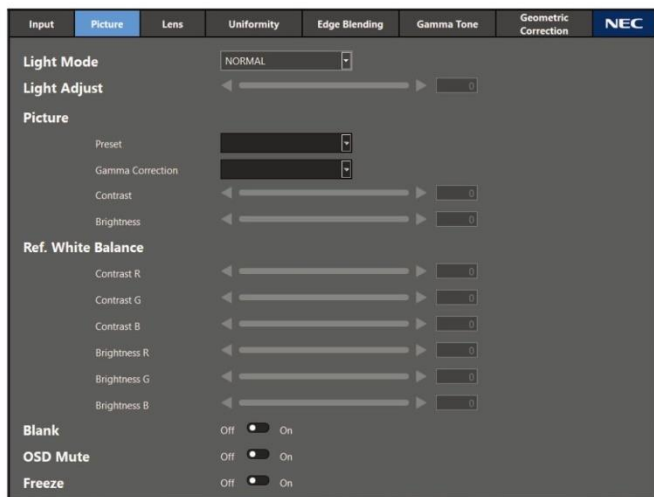 Input Picture Lens Uniformity Edge Blending Gamma Tone Geometric Correction NEC
Light Mode NORMAL
Light Adjust 0
Picture
Preset
Gamma Correction
Contrast 0
Brightness 0
Ref. White Balance
Contrast R 0
Contrast G 0
Contrast B 0
Brightness R 0
Brightness G 0
Brightness B 0
Blank Off On
OSD Mute Off On
Freeze Off On